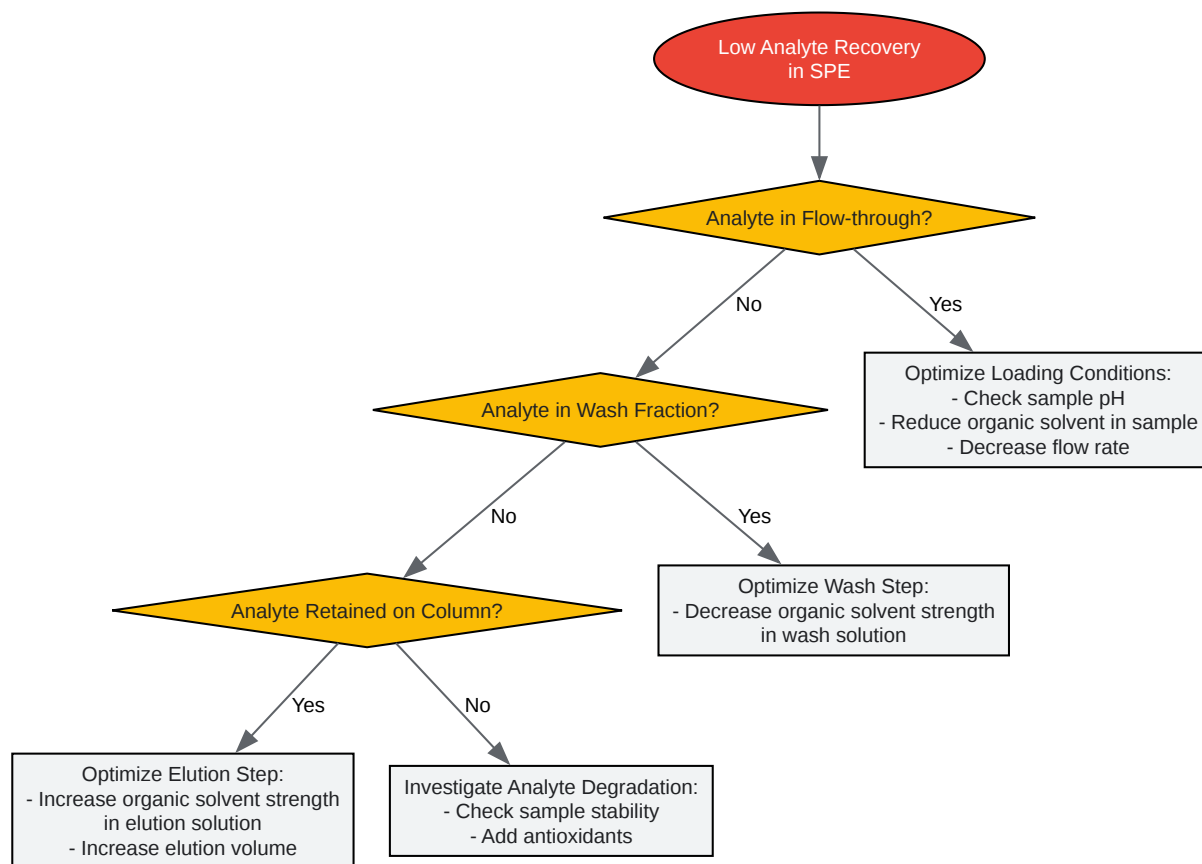 Low Analyte Recovery
in SPE
Analyte in Flow-through?
No
Yes
Optimize Loading Conditions:
- Check sample pH
- Reduce organic solvent in sample
- Decrease flow rate
Analyte in Wash Fraction?
No
Yes
Optimize Wash Step:
- Decrease organic solvent strength
in wash solution
Analyte Retained on Column?
Yes
No
Optimize Elution Step:
- Increase organic solvent strength
in elution solution
- Increase elution volume
Investigate Analyte Degradation:
- Check sample stability
- Add antioxidants